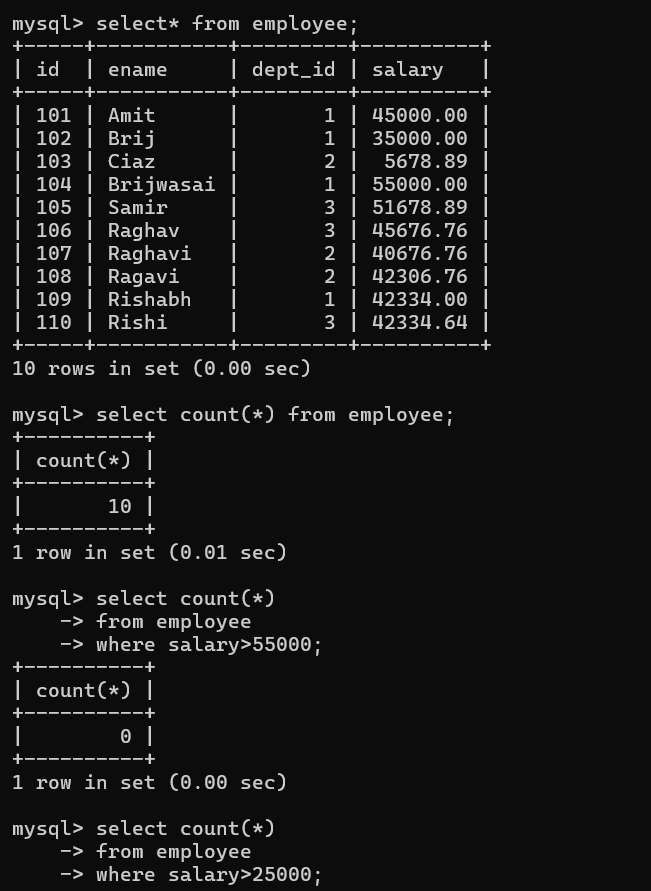 mysql> select* from employee;
+-----+-----------+---------+----------+
| id  | ename     | dept_id | salary   |
+-----+-----------+---------+----------+
| 101 | Amit      |       1 | 45000.00 |
| 102 | Brij      |       1 | 35000.00 |
| 103 | Ciaz      |       2 |  5678.89 |
| 104 | Brijwasai |       1 | 55000.00 |
| 105 | Samir     |       3 | 51678.89 |
| 106 | Raghav    |       3 | 45676.76 |
| 107 | Raghavi   |       2 | 40676.76 |
| 108 | Ragavi    |       2 | 42306.76 |
| 109 | Rishabh   |       1 | 42334.00 |
| 110 | Rishi     |       3 | 42334.64 |
+-----+-----------+---------+----------+
10 rows in set (0.00 sec)

mysql> select count(*) from employee;
+----------+
| count(*) |
+----------+
|       10 |
+----------+
1 row in set (0.01 sec)

mysql> select count(*)
    -> from employee
    -> where salary>55000;
+----------+
| count(*) |
+----------+
|        0 |
+----------+
1 row in set (0.00 sec)

mysql> select count(*)
    -> from employee
    -> where salary>25000;